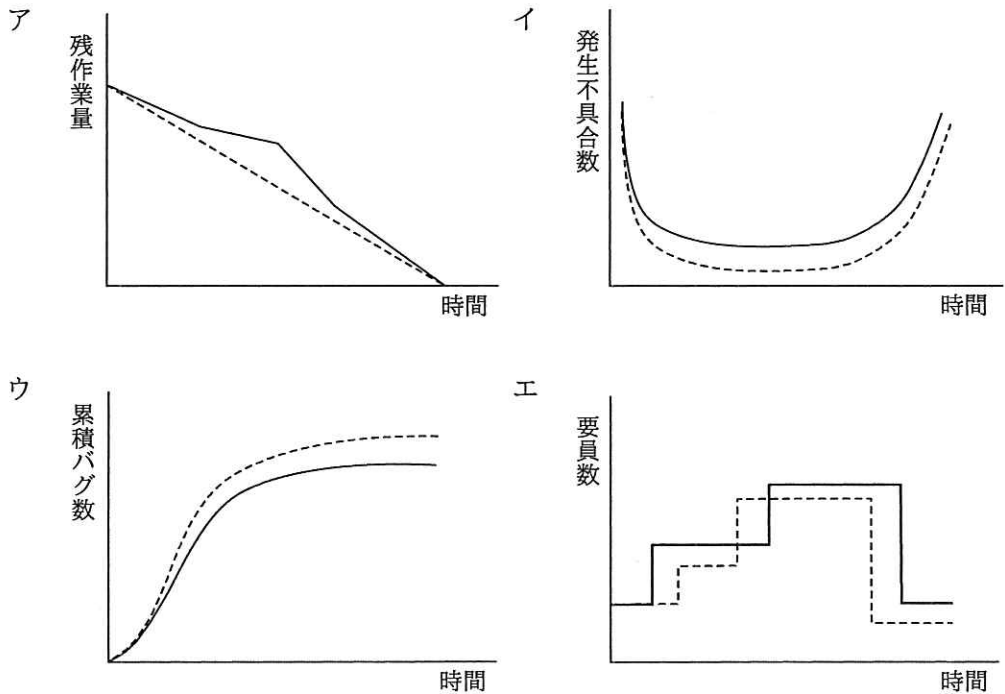 ア
残作業量
時間
イ
発生不具合数
時間
ウ
累積バグ数
時間
エ
要員数
時間